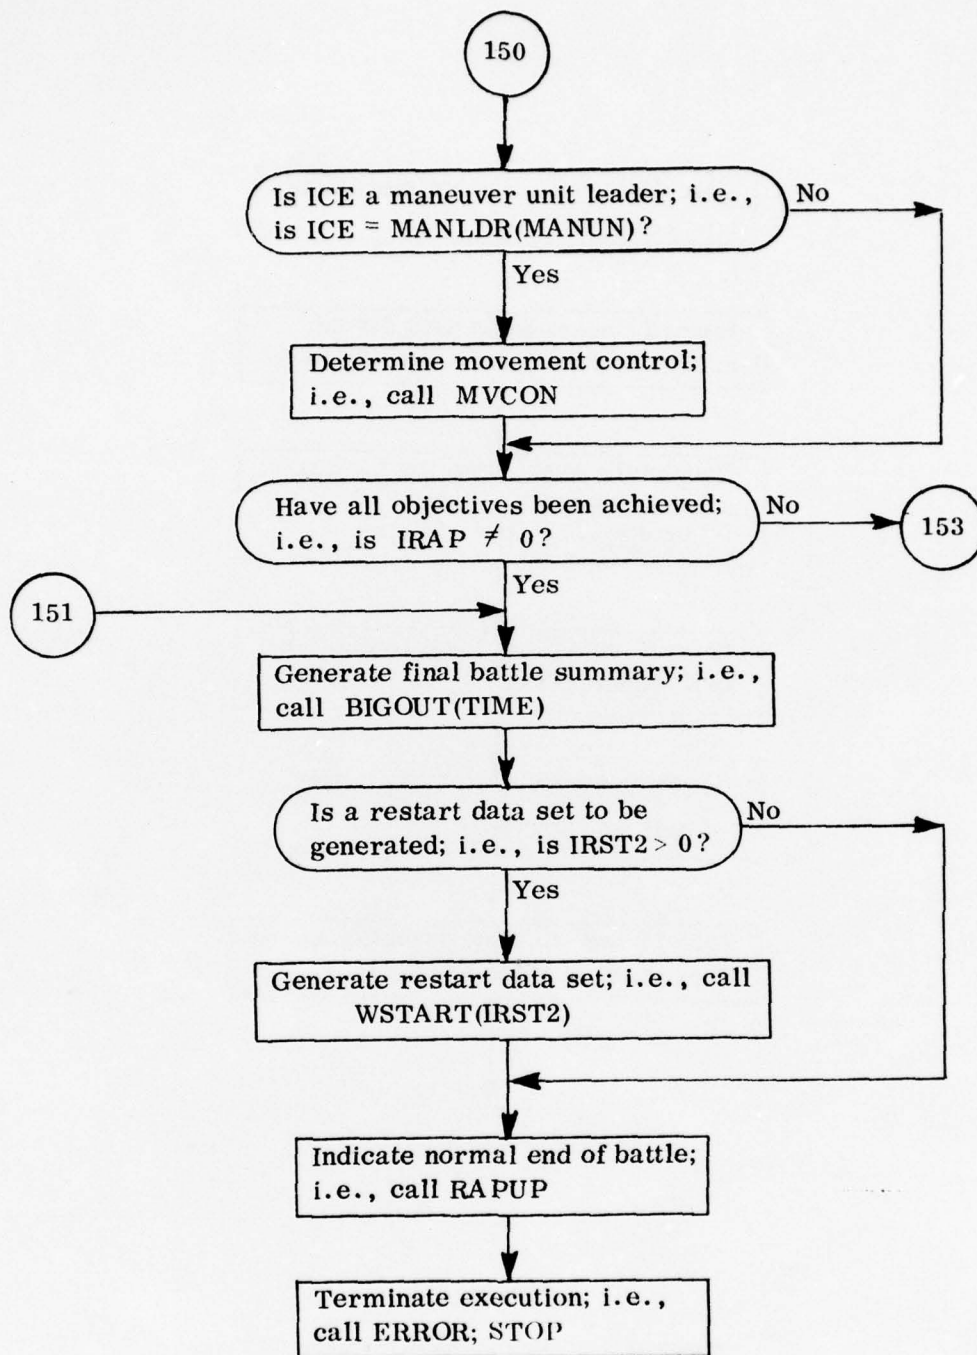 150
Is ICE a maneuver unit leader; i.e.,
is ICE = MANLDR(MANUN)?
No
Yes
Determine movement control;
i.e., call MVCON
Have all objectives been achieved;
i.e., is IRAP ≠ 0?
No
153
Yes
151
Generate final battle summary; i.e.,
call BIGOUT(TIME)
Is a restart data set to be
generated; i.e., is IRST2 > 0?
No
Yes
Generate restart data set; i.e., call
WSTART(IRST2)
Indicate normal end of battle;
i.e., call RAPUP
Terminate execution; i.e.,
call ERROR; STOP